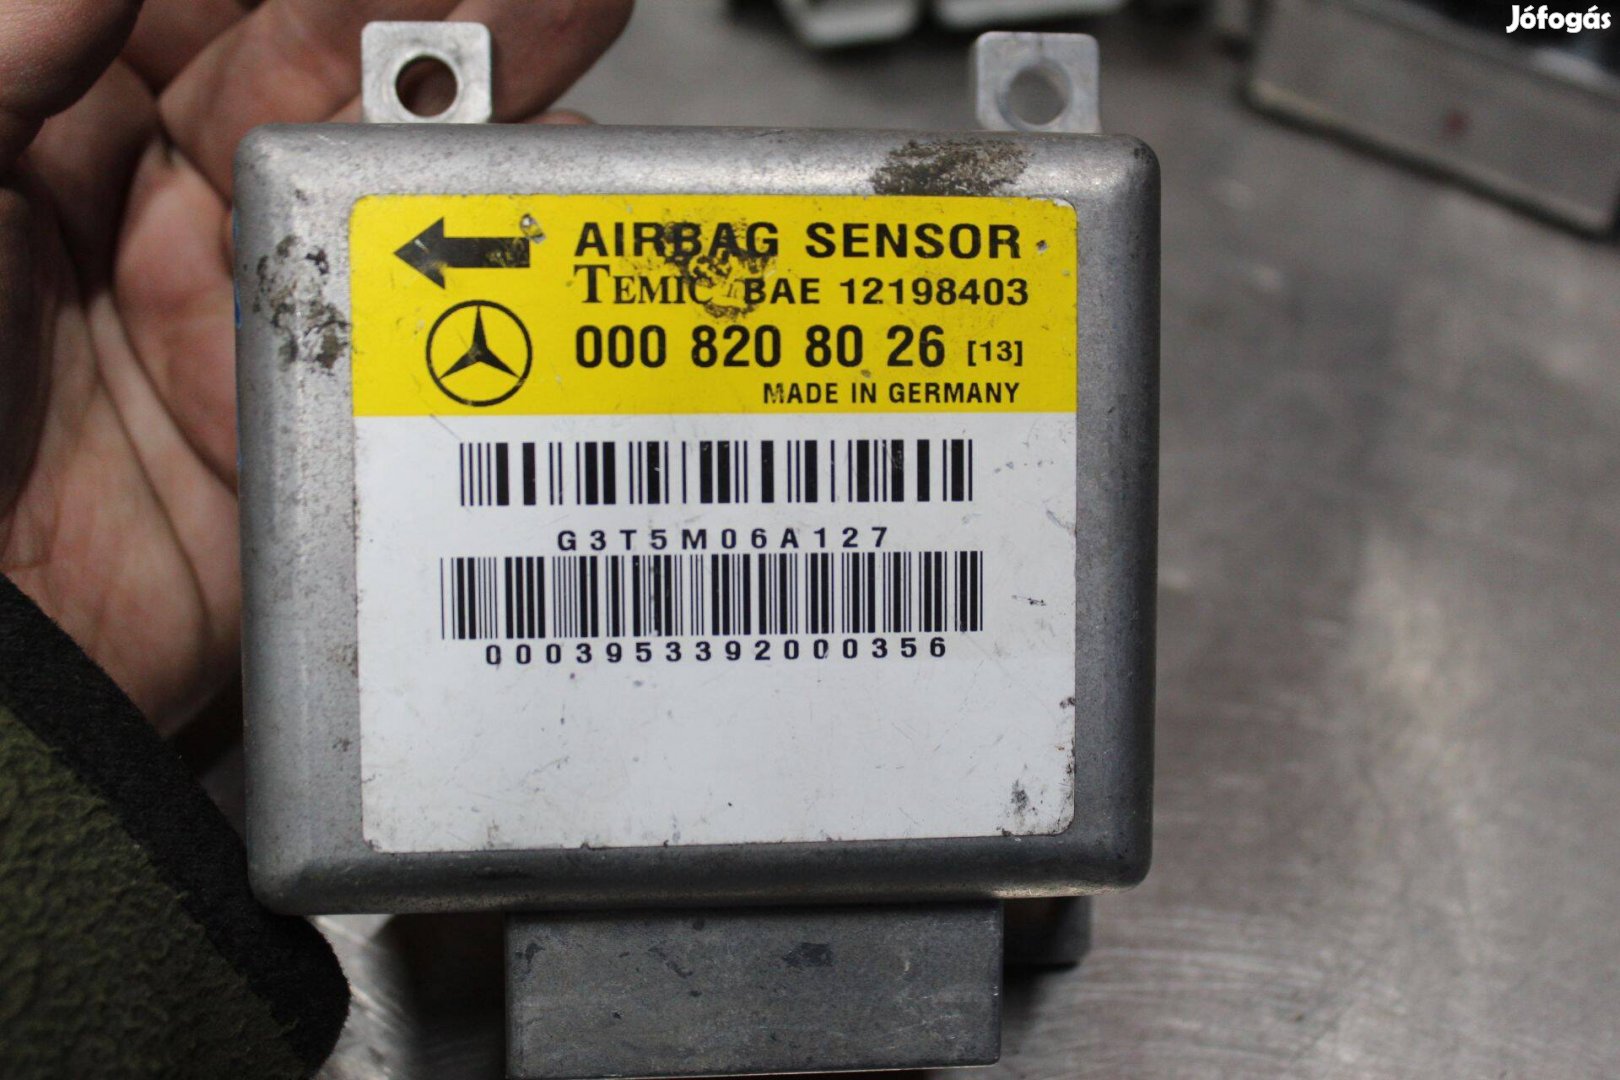 Jófogás
AIRBAG SENSOR
TEMIC BAE 12198403
000 820 80 26 [13]
MADE IN GERMANY
G3T5M06A127
0003953392000356